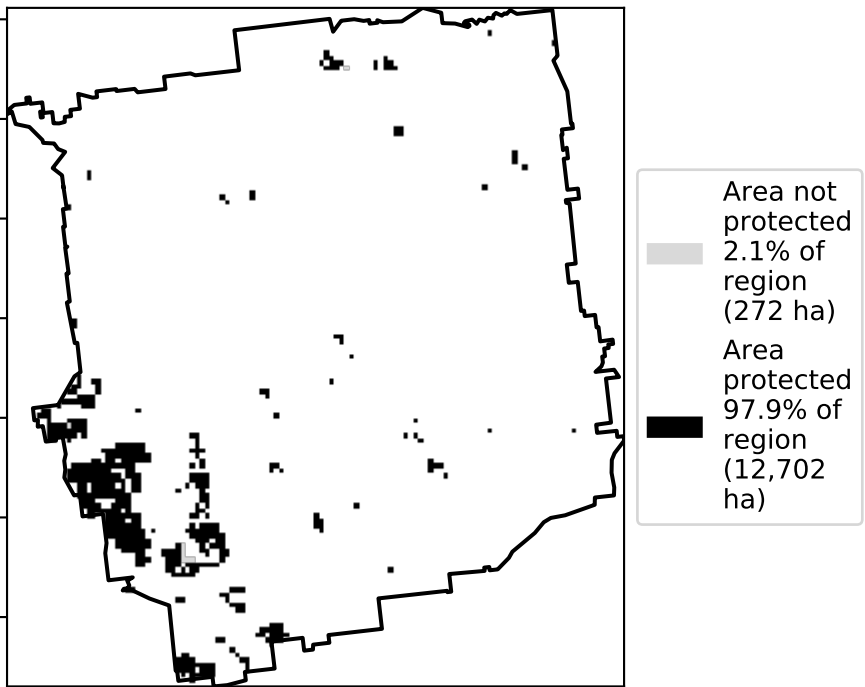 Area not
protected
2.1% of
region
(272 ha)
Area
protected
97.9% of
region
(12,702
ha)